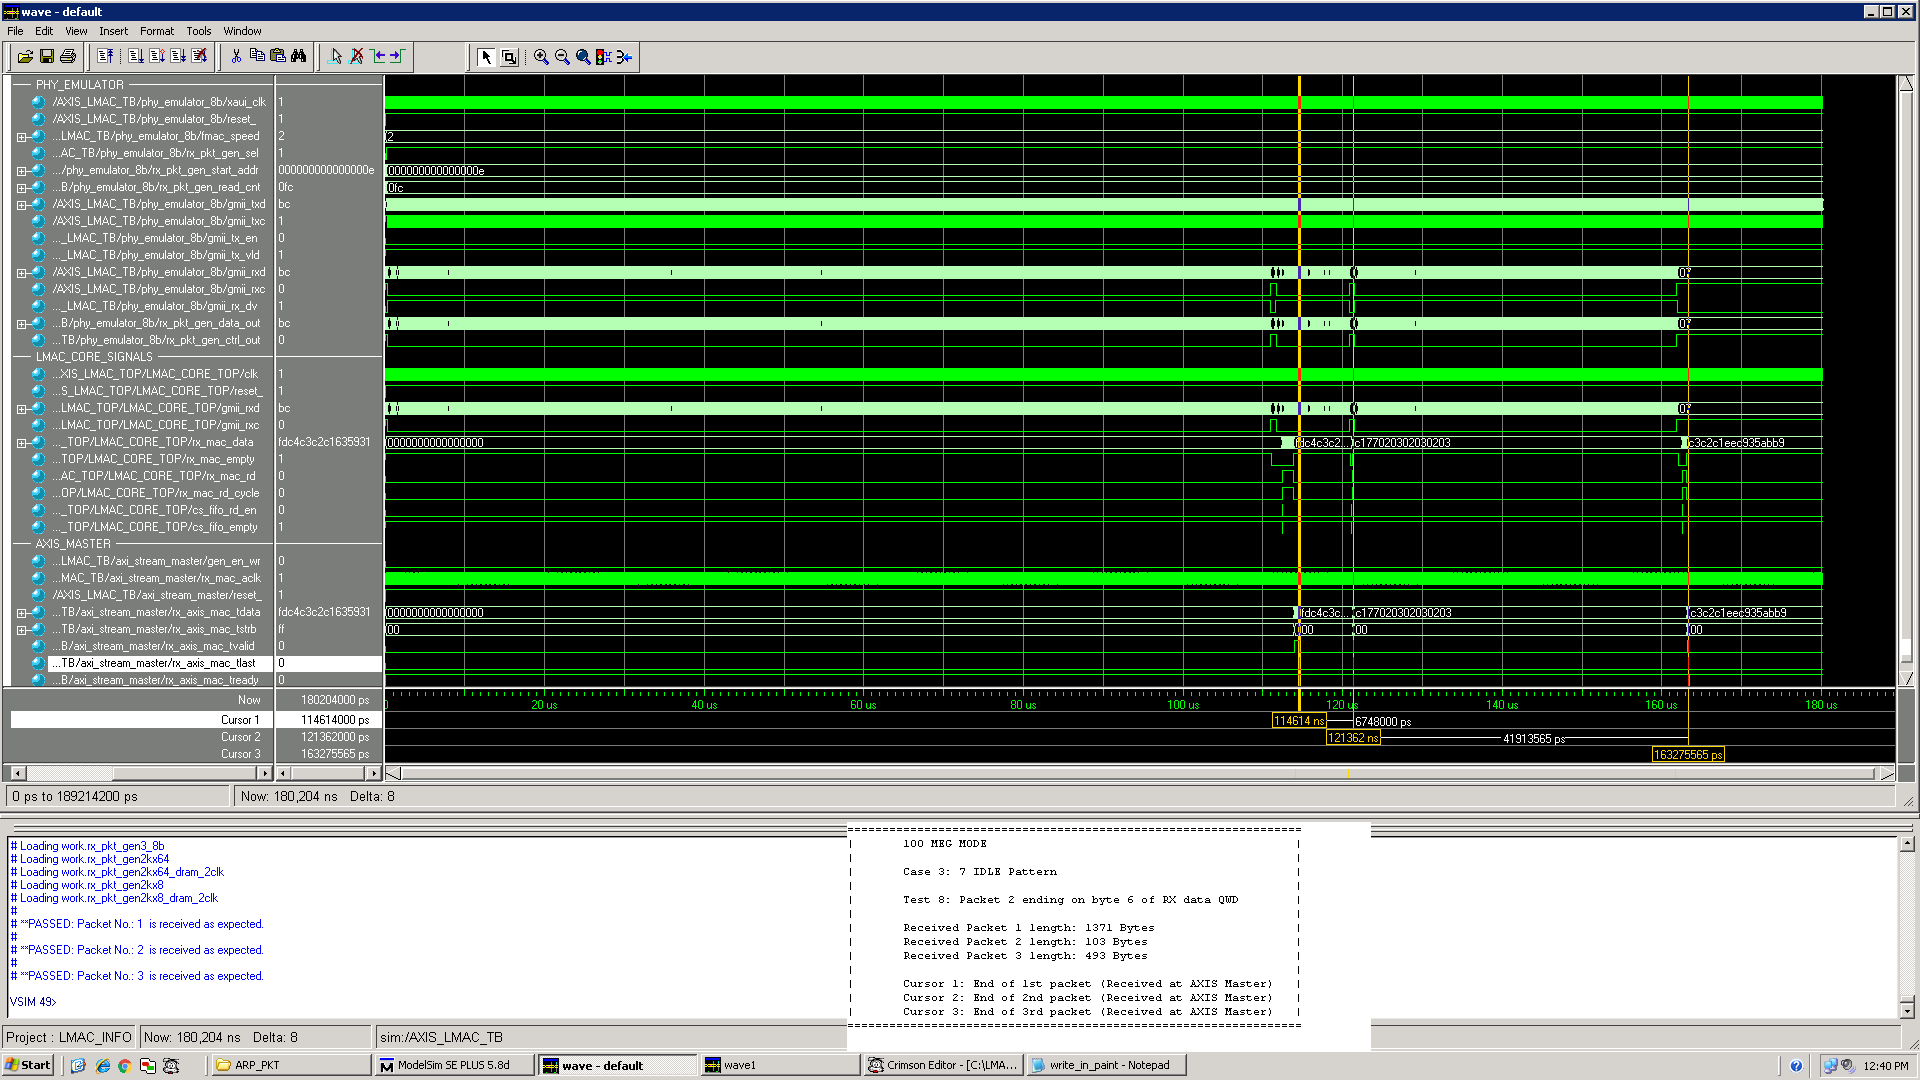 wave - default
File Edit View Insert Format Tools Window
PHY_EMULATOR
/AXIS_LMAC_TB/phy_emulator_8b/xaui_clk 1
/AXIS_LMAC_TB/phy_emulator_8b/reset_ 1
...LMAC_TB/phy_emulator_8b/fmac_speed 2 2
...AC_TB/phy_emulator_8b/rx_pkt_gen_sel 1
.../phy_emulator_8b/rx_pkt_gen_start_addr 000000000000000e 000000000000000e
...B/phy_emulator_8b/rx_pkt_gen_read_cnt 0fc 0fc
/AXIS_LMAC_TB/phy_emulator_8b/gmii_txd bc
/AXIS_LMAC_TB/phy_emulator_8b/gmii_txc 1
..._LMAC_TB/phy_emulator_8b/gmii_tx_en 0
..._LMAC_TB/phy_emulator_8b/gmii_tx_vld 0
/AXIS_LMAC_TB/phy_emulator_8b/gmii_rxd bc
/AXIS_LMAC_TB/phy_emulator_8b/gmii_rxc 0
..._LMAC_TB/phy_emulator_8b/gmii_rx_dv 1
...B/phy_emulator_8b/rx_pkt_gen_data_out bc
...TB/phy_emulator_8b/rx_pkt_gen_ctrl_out 0
LMAC_CORE_SIGNALS
...XIS_LMAC_TOP/LMAC_CORE_TOP/clk 1
...S_LMAC_TOP/LMAC_CORE_TOP/reset_ 1
...LMAC_TOP/LMAC_CORE_TOP/gmii_rxd bc
...LMAC_TOP/LMAC_CORE_TOP/gmii_rxc 0
..._TOP/LMAC_CORE_TOP/rx_mac_data fdc4c3c2c1635931 0000000000000000 fdc4c3c2... c177020302030203 c3c2c1eec935abb9
...TOP/LMAC_CORE_TOP/rx_mac_empty 1
...AC_TOP/LMAC_CORE_TOP/rx_mac_rd 0
...OP/LMAC_CORE_TOP/rx_mac_rd_cycle 0
..._TOP/LMAC_CORE_TOP/cs_fifo_rd_en 0
..._TOP/LMAC_CORE_TOP/cs_fifo_empty 1
AXIS_MASTER
...LMAC_TB/axi_stream_master/gen_en_wr 0
...MAC_TB/axi_stream_master/rx_mac_aclk 1
/AXIS_LMAC_TB/axi_stream_master/reset_ 1
...TB/axi_stream_master/rx_axis_mac_tdata fdc4c3c2c1635931 0000000000000000 fdc4c3c... c177020302030203 c3c2c1eec935abb9
...TB/axi_stream_master/rx_axis_mac_tstrb ff 00 00 00 00
...B/axi_stream_master/rx_axis_mac_tvalid 0
...TB/axi_stream_master/rx_axis_mac_tlast 0
...B/axi_stream_master/rx_axis_mac_tready 0
Now 180204000 ps 20 us 40 us 60 us 80 us 100 us 120 us 140 us 160 us 180 us
Cursor 1 114614000 ps 114614 ns 6748000 ps
Cursor 2 121362000 ps 121362 ns 41913565 ps
Cursor 3 163275565 ps 163275565 ps
0 ps to 189214200 ps Now: 180,204 ns Delta: 8
# Loading work.rx_pkt_gen3_8b
# Loading work.rx_pkt_gen2kx64
# Loading work.rx_pkt_gen2kx64_dram_2clk
# Loading work.rx_pkt_gen2kx8
# Loading work.rx_pkt_gen2kx8_dram_2clk
#
# **PASSED: Packet No.: 1 is received as expected.
#
# **PASSED: Packet No.: 2 is received as expected.
#
# **PASSED: Packet No.: 3 is received as expected.
VSIM 49>
100 MEG MODE
Case 3: 7 IDLE Pattern
Test 8: Packet 2 ending on byte 6 of RX data QWD
Received Packet 1 length: 1371 Bytes
Received Packet 2 length: 103 Bytes
Received Packet 3 length: 493 Bytes
Cursor 1: End of 1st packet (Received at AXIS Master)
Cursor 2: End of 2nd packet (Received at AXIS Master)
Cursor 3: End of 3rd packet (Received at AXIS Master)
Project : LMAC_INFO Now: 180,204 ns Delta: 8 sim:/AXIS_LMAC_TB
Start ARP_PKT ModelSim SE PLUS 5.8d wave - default wave1 Crimson Editor - [C:\LMA... write_in_paint - Notepad 12:40 PM